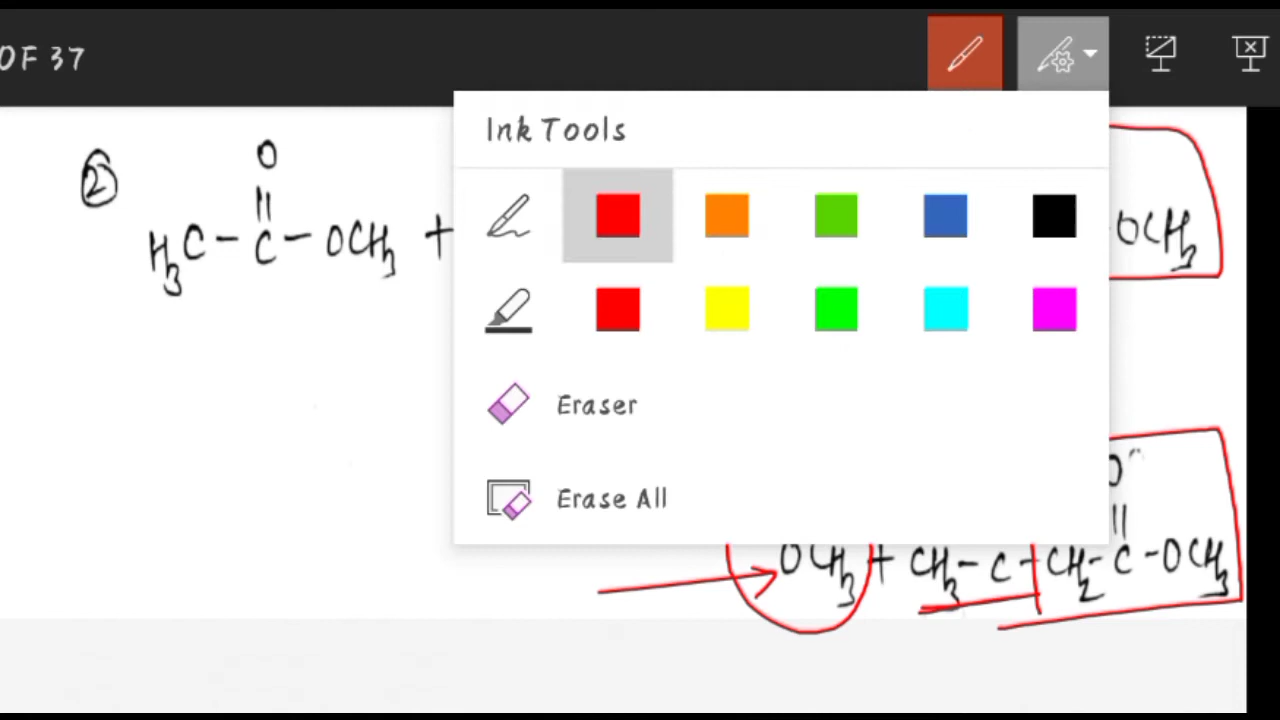 OF 37
Ink Tools
②
O
||
H3C - C - OCH3 +
OCH3
Eraser
Erase All
O
||
OCH3 + CH3 - C - CH2 - C - OCH3